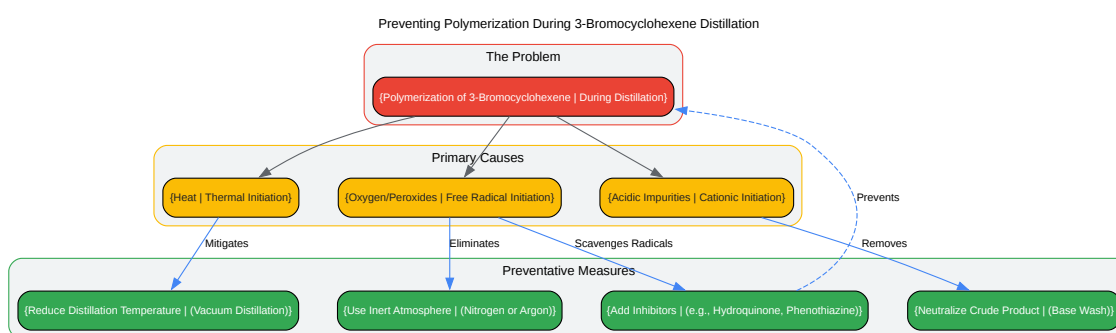 Preventing Polymerization During 3-Bromocyclohexene Distillation
The Problem
{Polymerization of 3-Bromocyclohexene | During Distillation}
Primary Causes
{Heat | Thermal Initiation}
{Oxygen/Peroxides | Free Radical Initiation}
{Acidic Impurities | Cationic Initiation}
Prevents
Mitigates
Eliminates
Scavenges Radicals
Removes
Preventative Measures
{Reduce Distillation Temperature | (Vacuum Distillation)}
{Use Inert Atmosphere | (Nitrogen or Argon)}
{Add Inhibitors | (e.g., Hydroquinone, Phenothiazine)}
{Neutralize Crude Product | (Base Wash)}